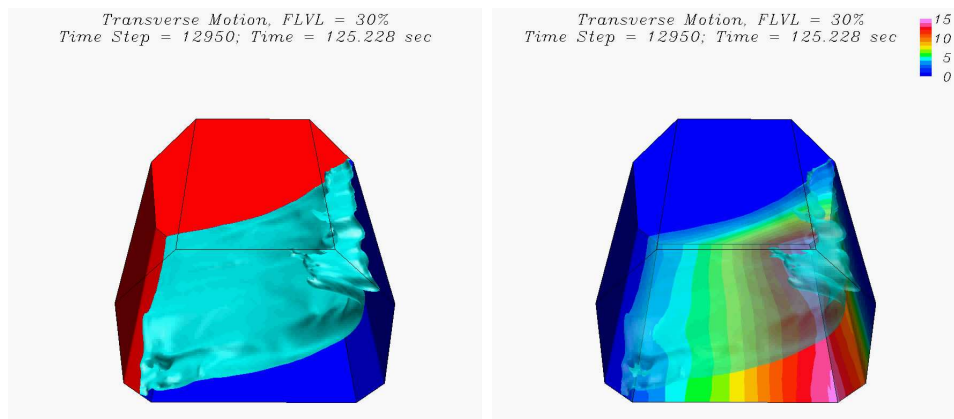 Transverse Motion, FLVL = 30%
Time Step = 12950; Time = 125.228 sec
Transverse Motion, FLVL = 30%
Time Step = 12950; Time = 125.228 sec
15
10
5
0